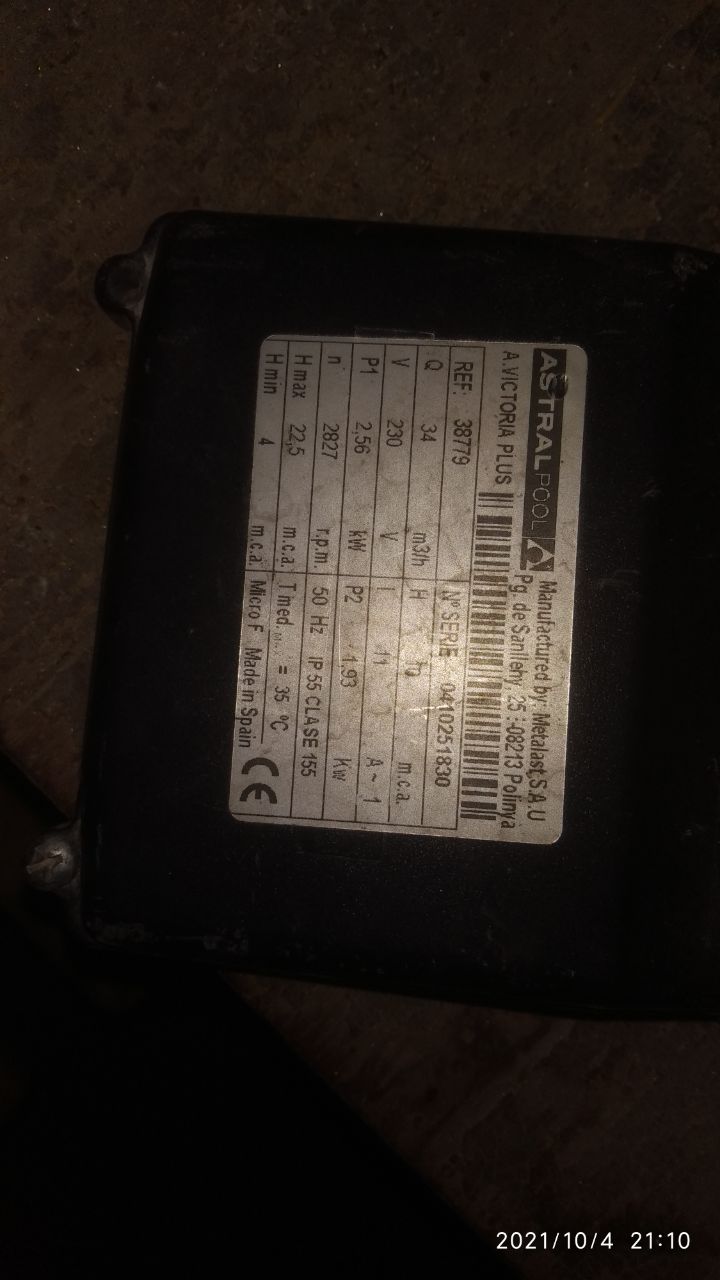 ASTRALPOOL Manufactured by: Metalast,S.A.U
Pg. de Sanllehy 25 -08213 Polinya
A.VICTORIA PLUS
REF: 38779 Nº SERIE 0410251830
Q 34 m3/h H m.c.a.
V 230 V I 11 A ~ 1
P1 2,56 kW P2 1,93 Kw
n 2827 r.p.m. 50 Hz IP 55 CLASE 155
H max 22,5 m.c.a. T med. = 35 ºC
H min 4 m.c.a. Micro F Made in Spain CE
2021/10/4 21:10